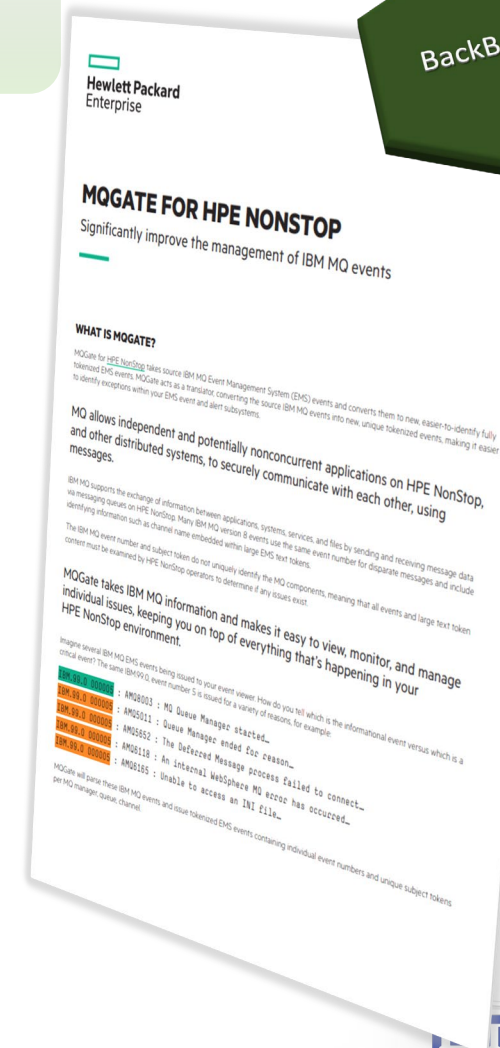 BackB
Hewlett Packard
Enterprise
MQGATE FOR HPE NONSTOP
Significantly improve the management of IBM MQ events
WHAT IS MQGATE?
MQGate for HPE NonStop takes source IBM MQ Event Management System (EMS) events and converts them to new, easier-to-identify fully
tokenized EMS events. MQGate acts as a translator, converting the source IBM MQ events into new, unique tokenized events, making it easier
to identify exceptions within your EMS event and alert subsystems.
MQ allows independent and potentially nonconcurrent applications on HPE NonStop,
and other distributed systems, to securely communicate with each other, using
messages.
IBM MQ supports the exchange of information between applications, systems, services, and files by sending and receiving message data
via messaging queues on HPE NonStop. Many IBM MQ version 8 events use the same event number for disparate messages and include
identifying information such as channel name embedded within large EMS text tokens.
The IBM MQ event number and subject token do not uniquely identify the MQ components, meaning that all events and large text token
content must be examined by HPE NonStop operators to determine if any issues exist.
MQGate takes IBM MQ information and makes it easy to view, monitor, and manage
individual issues, keeping you on top of everything that's happening in your
HPE NonStop environment.
Imagine several IBM MQ EMS events being issued to your event viewer. How do you tell which is the informational event versus which is a
critical event? The same IBM.99.0, event number 5 is issued for a variety of reasons, for example:
IBM.99.0 000005 : AMQ8003 : MQ Queue Manager started…
IBM.99.0 000005 : AMQ5011 : Queue Manager ended for reason…
IBM.99.0 000005 : AMQ5652 : The Deferred Message process failed to connect…
IBM.99.0 000005 : AMQ6118 : An internal WebSphere MQ error has occurred…
IBM.99.0 000005 : AMQ6165 : Unable to access an INI file…
MQGate will parse these IBM MQ events and issue tokenized EMS events containing individual event numbers and unique subject tokens
per MQ manager, queue, channel.